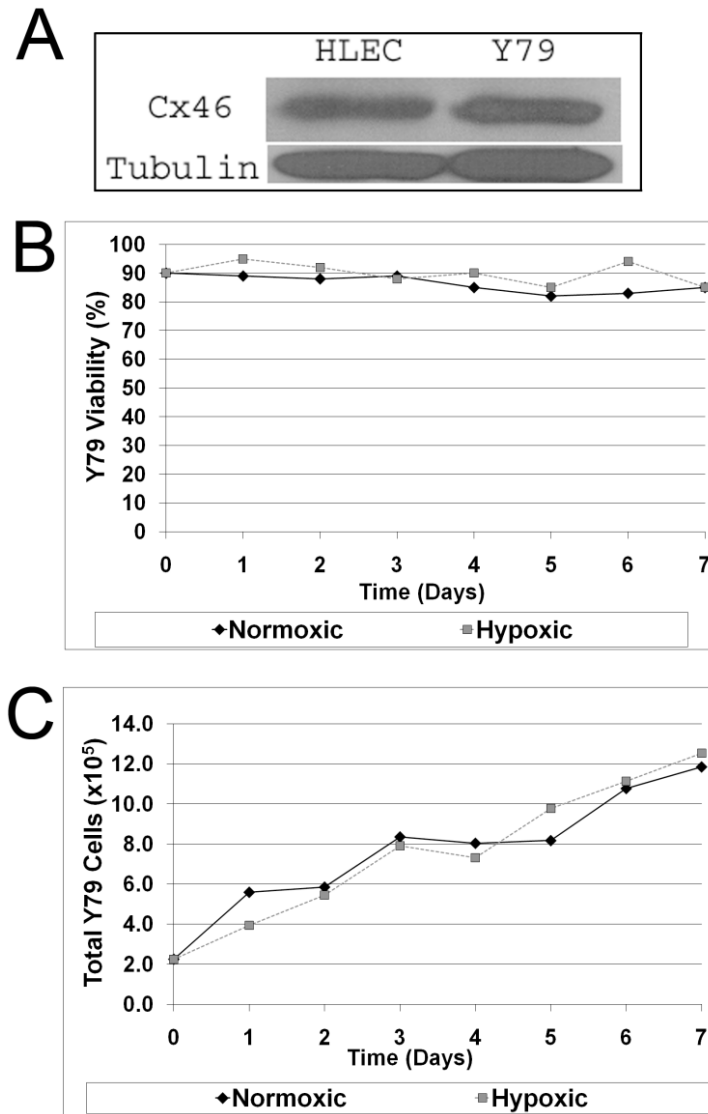 A
HLEC Y79
Cx46
Tubulin
B
Y79 Viability (%)
100
90
80
70
60
50
40
30
20
10
0
0 1 2 3 4 5 6 7
Time (Days)
Normoxic Hypoxic
C
Total Y79 Cells (x10⁵)
14.0
12.0
10.0
8.0
6.0
4.0
2.0
0.0
0 1 2 3 4 5 6 7
Time (Days)
Normoxic Hypoxic